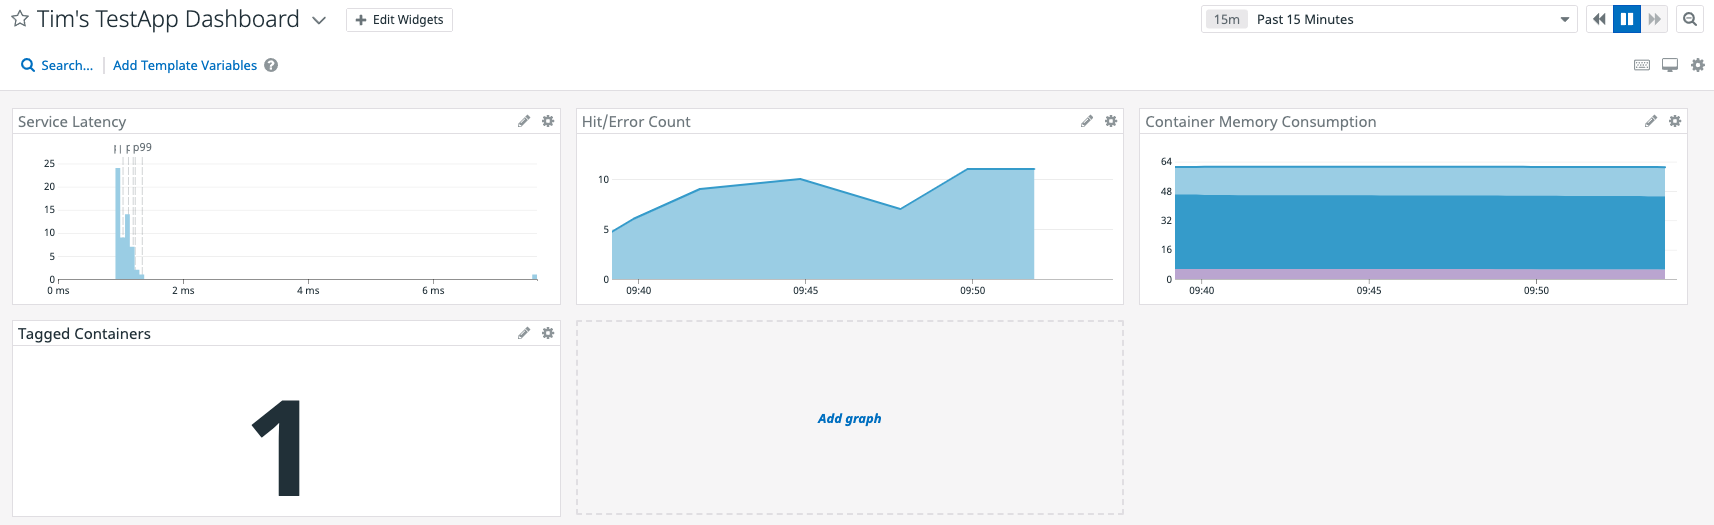 Tim's TestApp Dashboard
Edit Widgets
15m Past 15 Minutes
Search...
Add Template Variables
Service Latency
p99
25
20
15
10
5
0
0 ms 2 ms 4 ms 6 ms
Hit/Error Count
10
5
0
09:40 09:45 09:50
Container Memory Consumption
64
48
32
16
0
09:40 09:45 09:50
Tagged Containers
1
Add graph